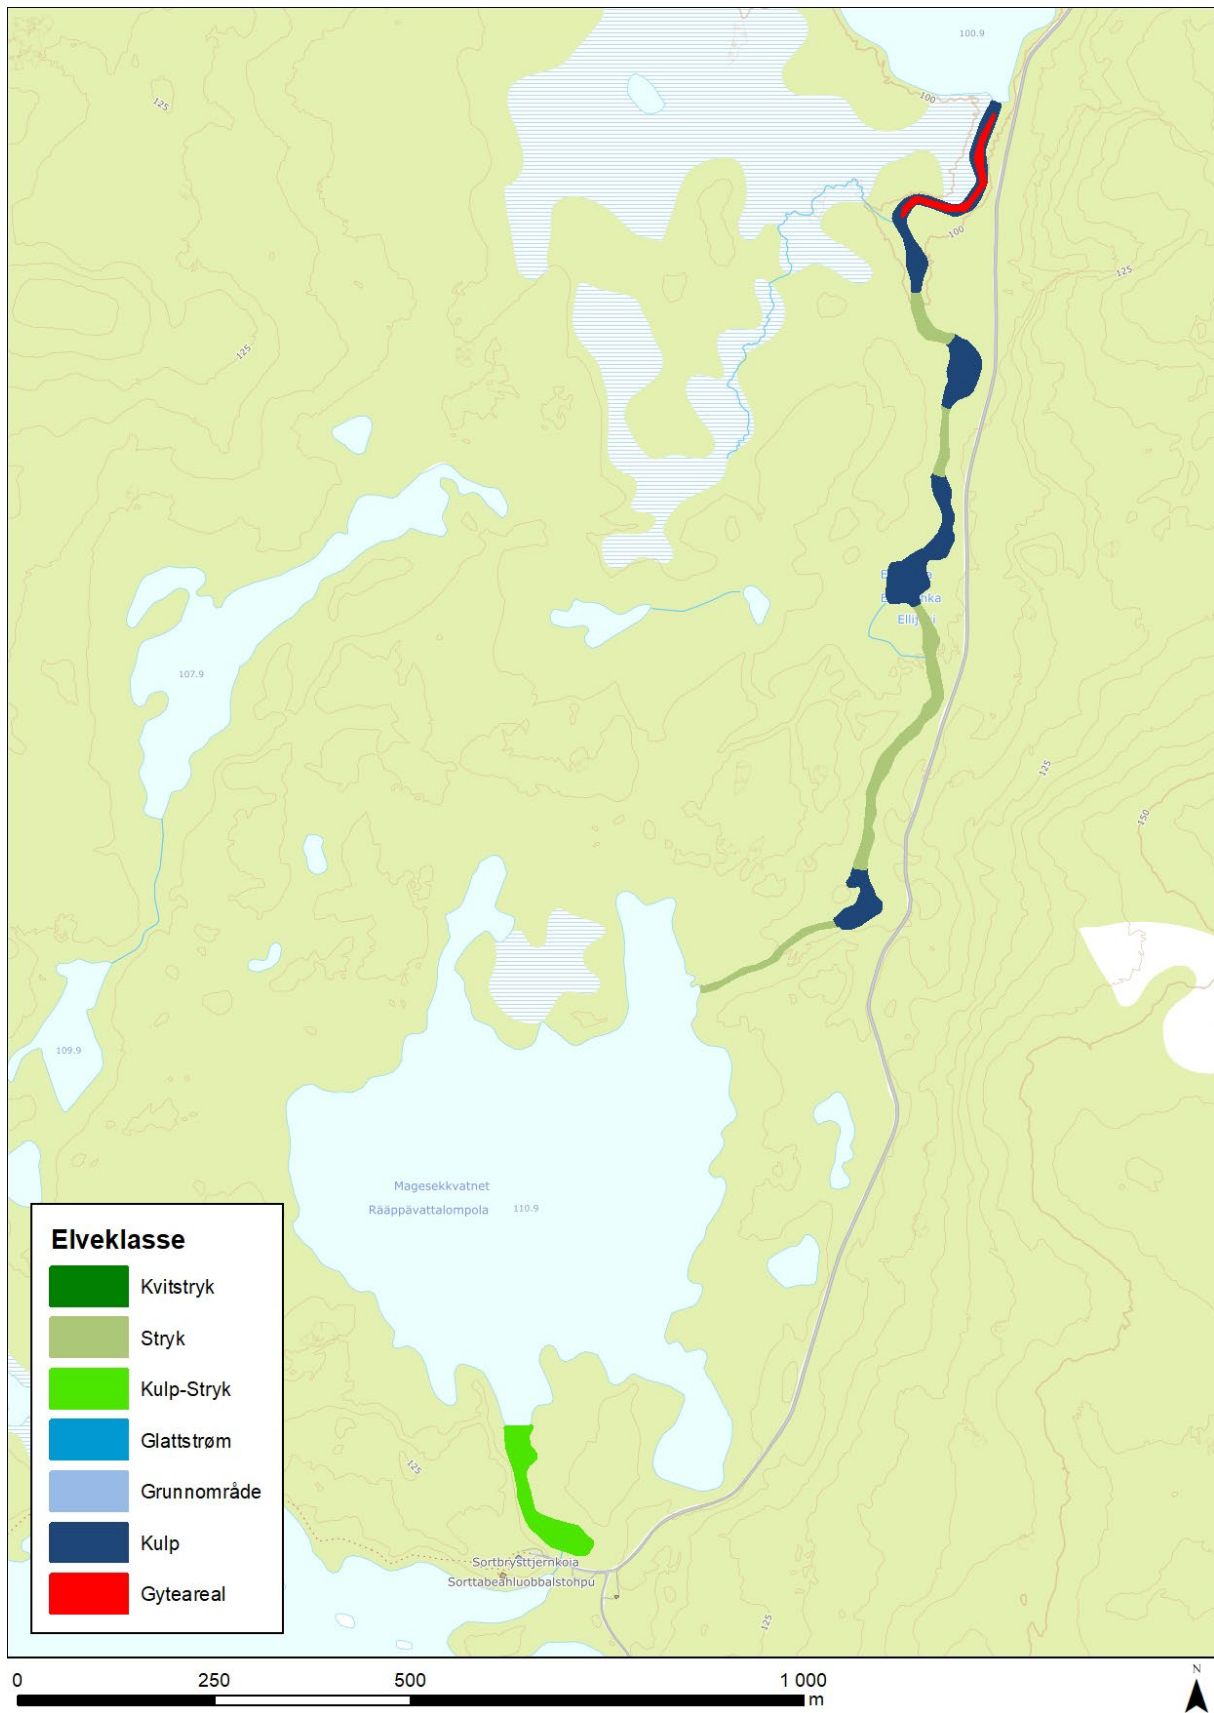 100.9
125
100
100
125
125
107.9
125
150
109.9
Magesekkvatnet
Rääppävattalompola 110.9
Elveklasse
Kvitstryk
Stryk
Kulp-Stryk
Glattstrøm
Grunnområde
Kulp
Gyteareal
125
Sortbrysttjernkoia
Sorttabeahluobbalstohpu
125
0 250 500 1 000
m
N